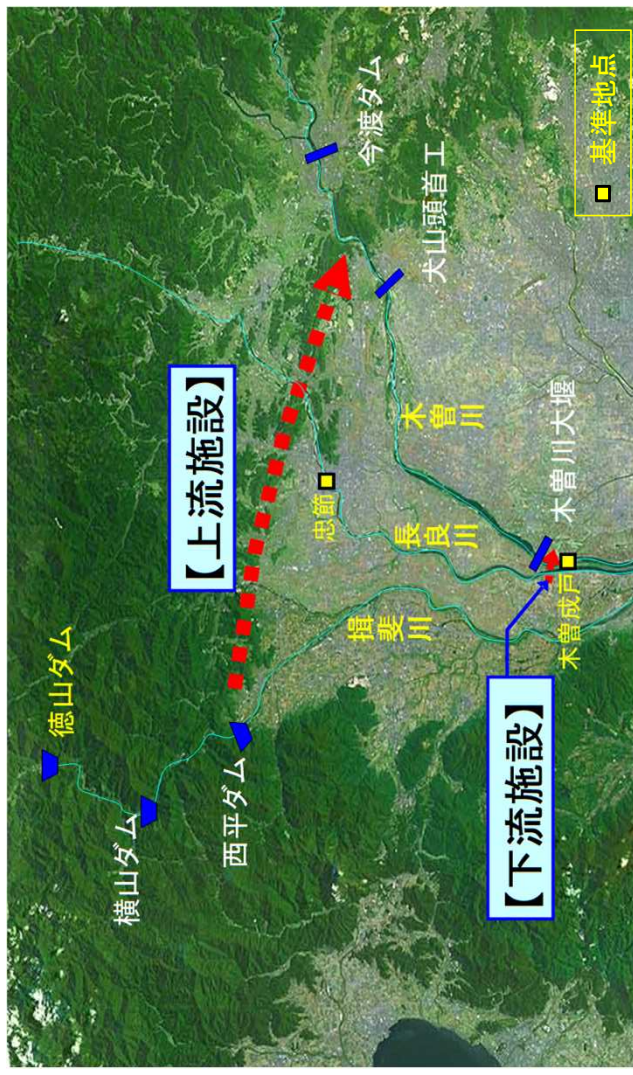 徳山ダム
横山ダム
西平ダム
【上流施設】
今渡ダム
犬山頭首工
忠節
木曽川
長良川
揖斐川
木曽川大堰
木曽成戸
【下流施設】
基準地点